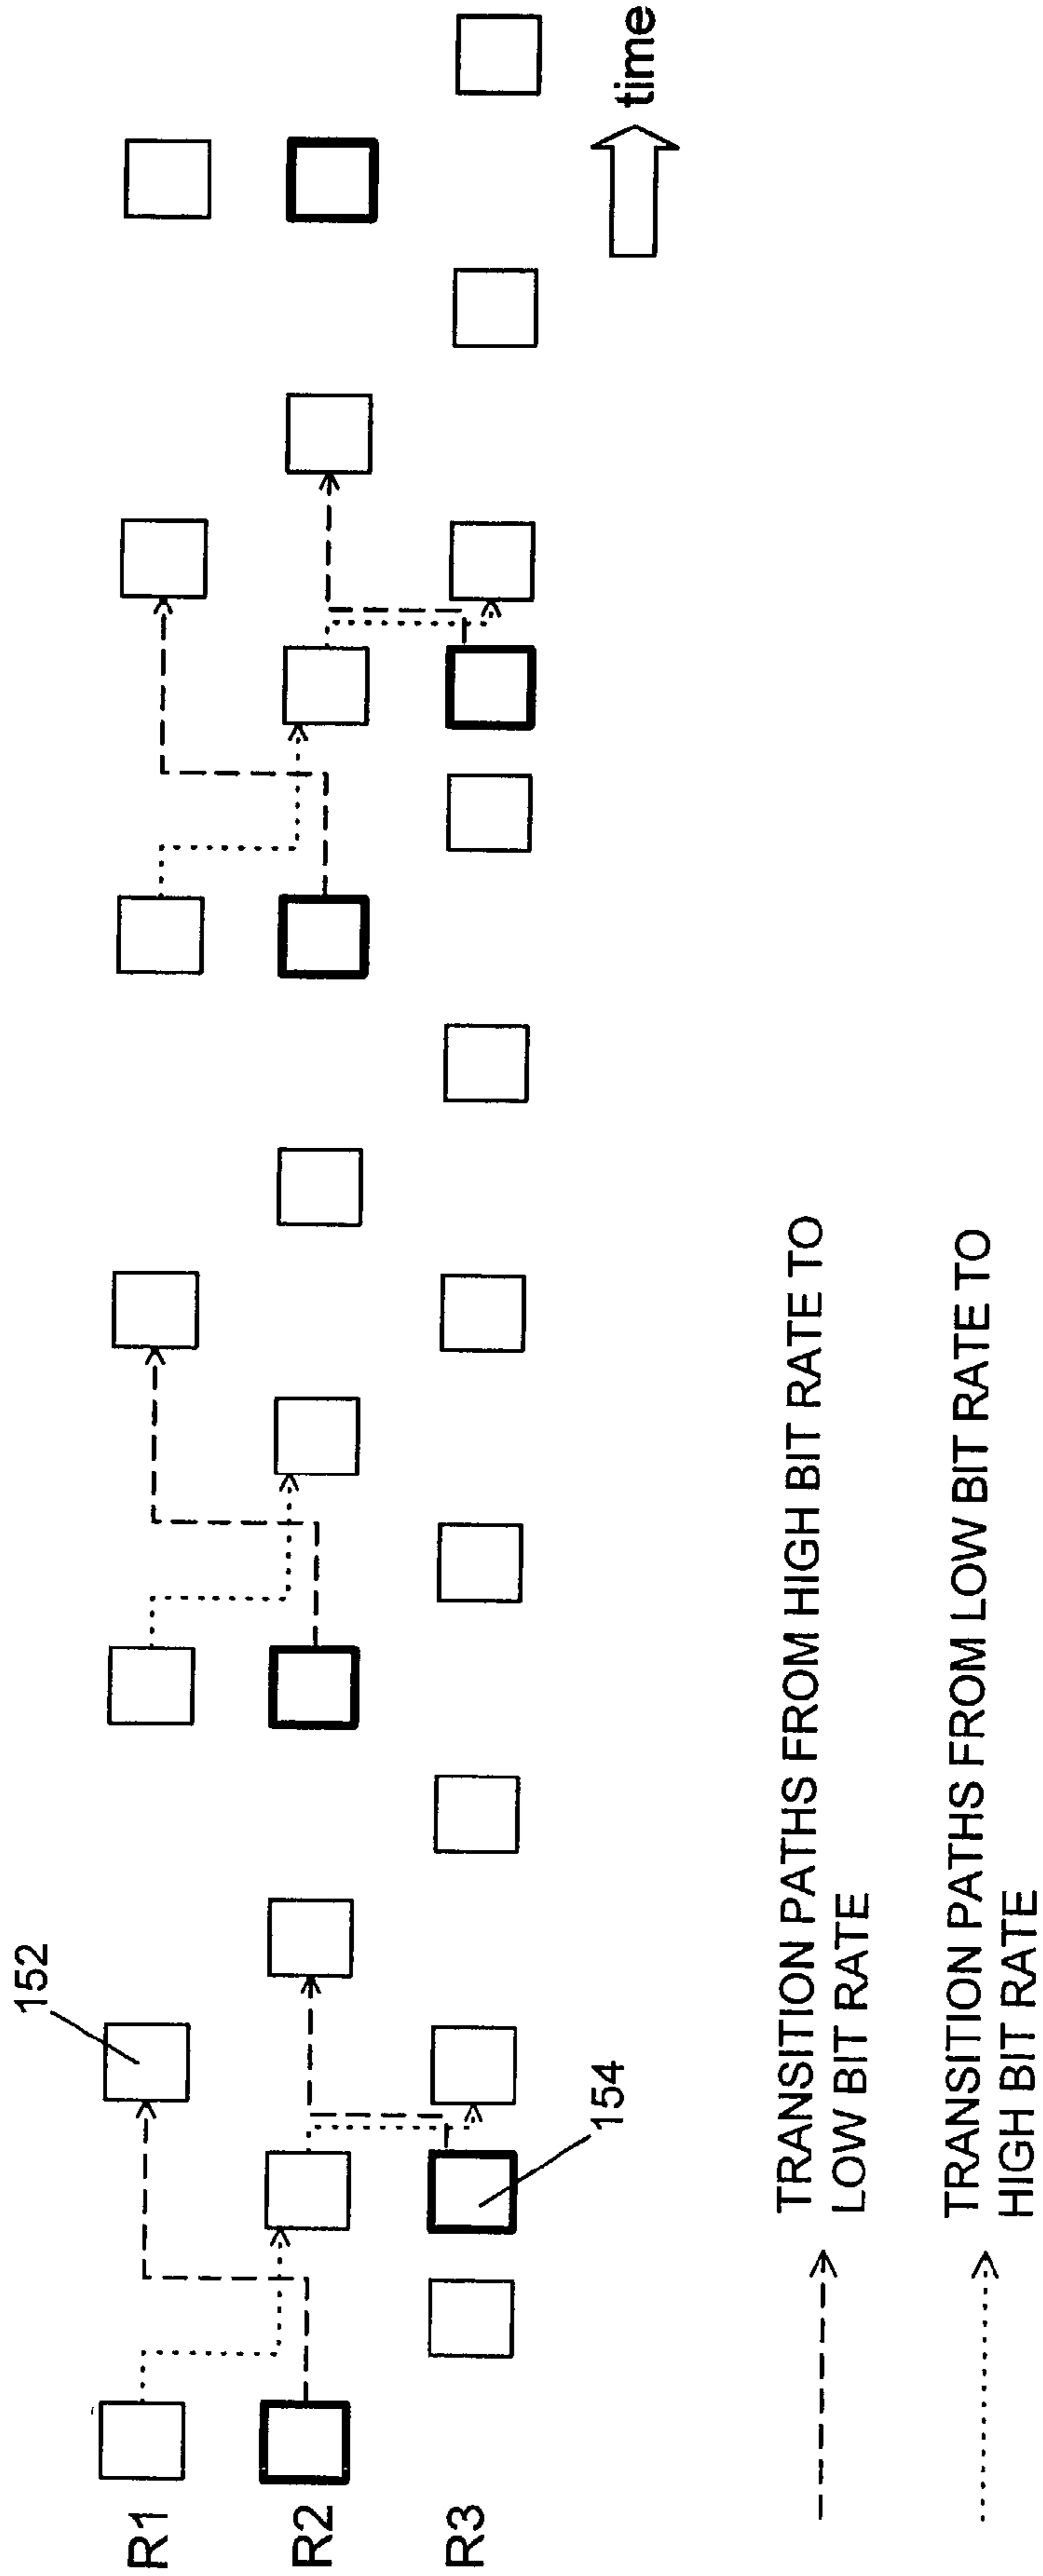 R1
152
R2
R3
154
time
TRANSITION PATHS FROM HIGH BIT RATE TO
LOW BIT RATE
TRANSITION PATHS FROM LOW BIT RATE TO
HIGH BIT RATE